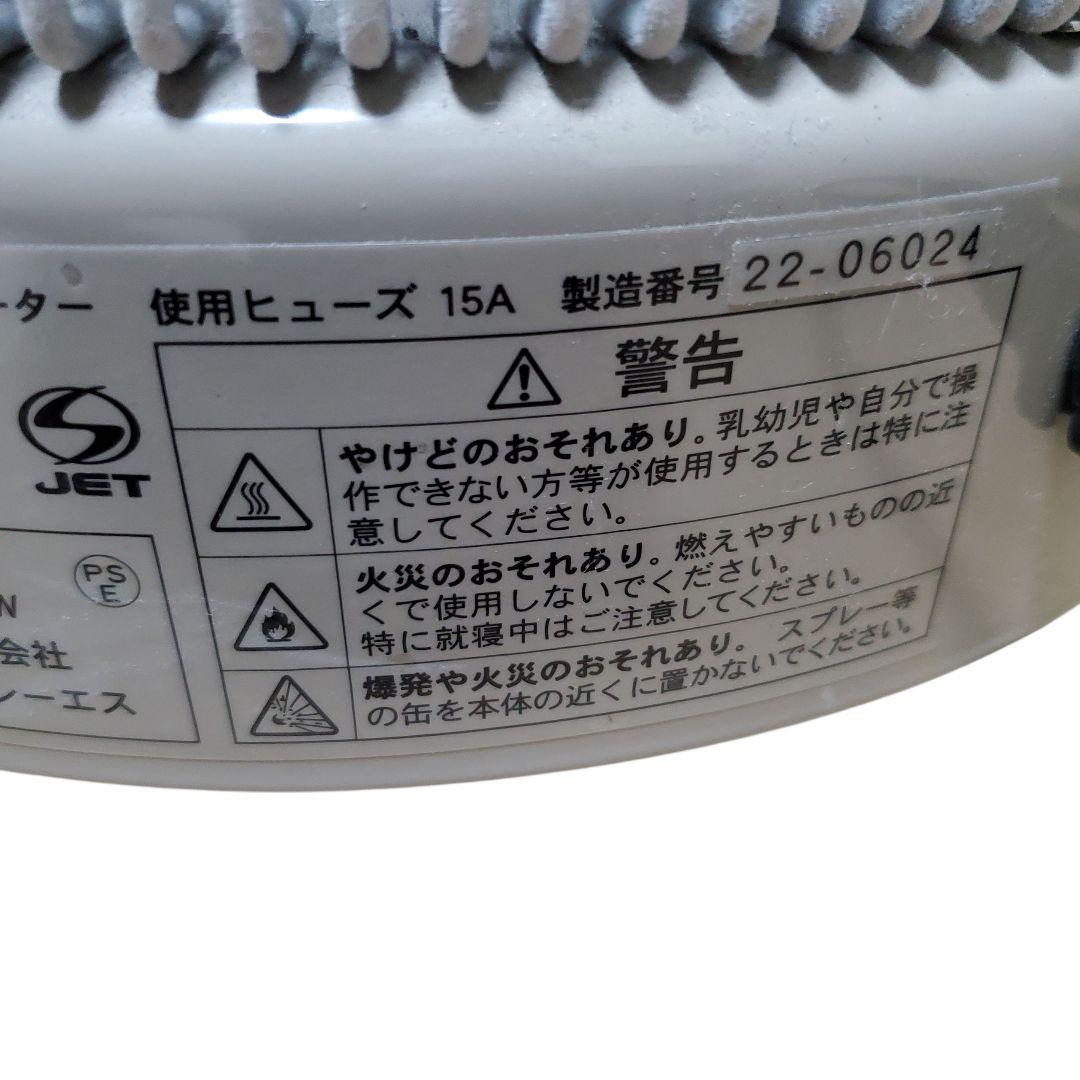 ーター 使用ヒューズ 15A 製造番号 22-06024
警告
やけどのおそれあり。乳幼児や自分で操
作できない方等が使用するときは特に注
意してください。
火災のおそれあり。燃えやすいものの近
くで使用しないでください。
特に就寝中はご注意してください。
爆発や火災のおそれあり。 スプレー等
の缶を本体の近くに置かないでください。
JET
PS
E
N
会社
レーエス